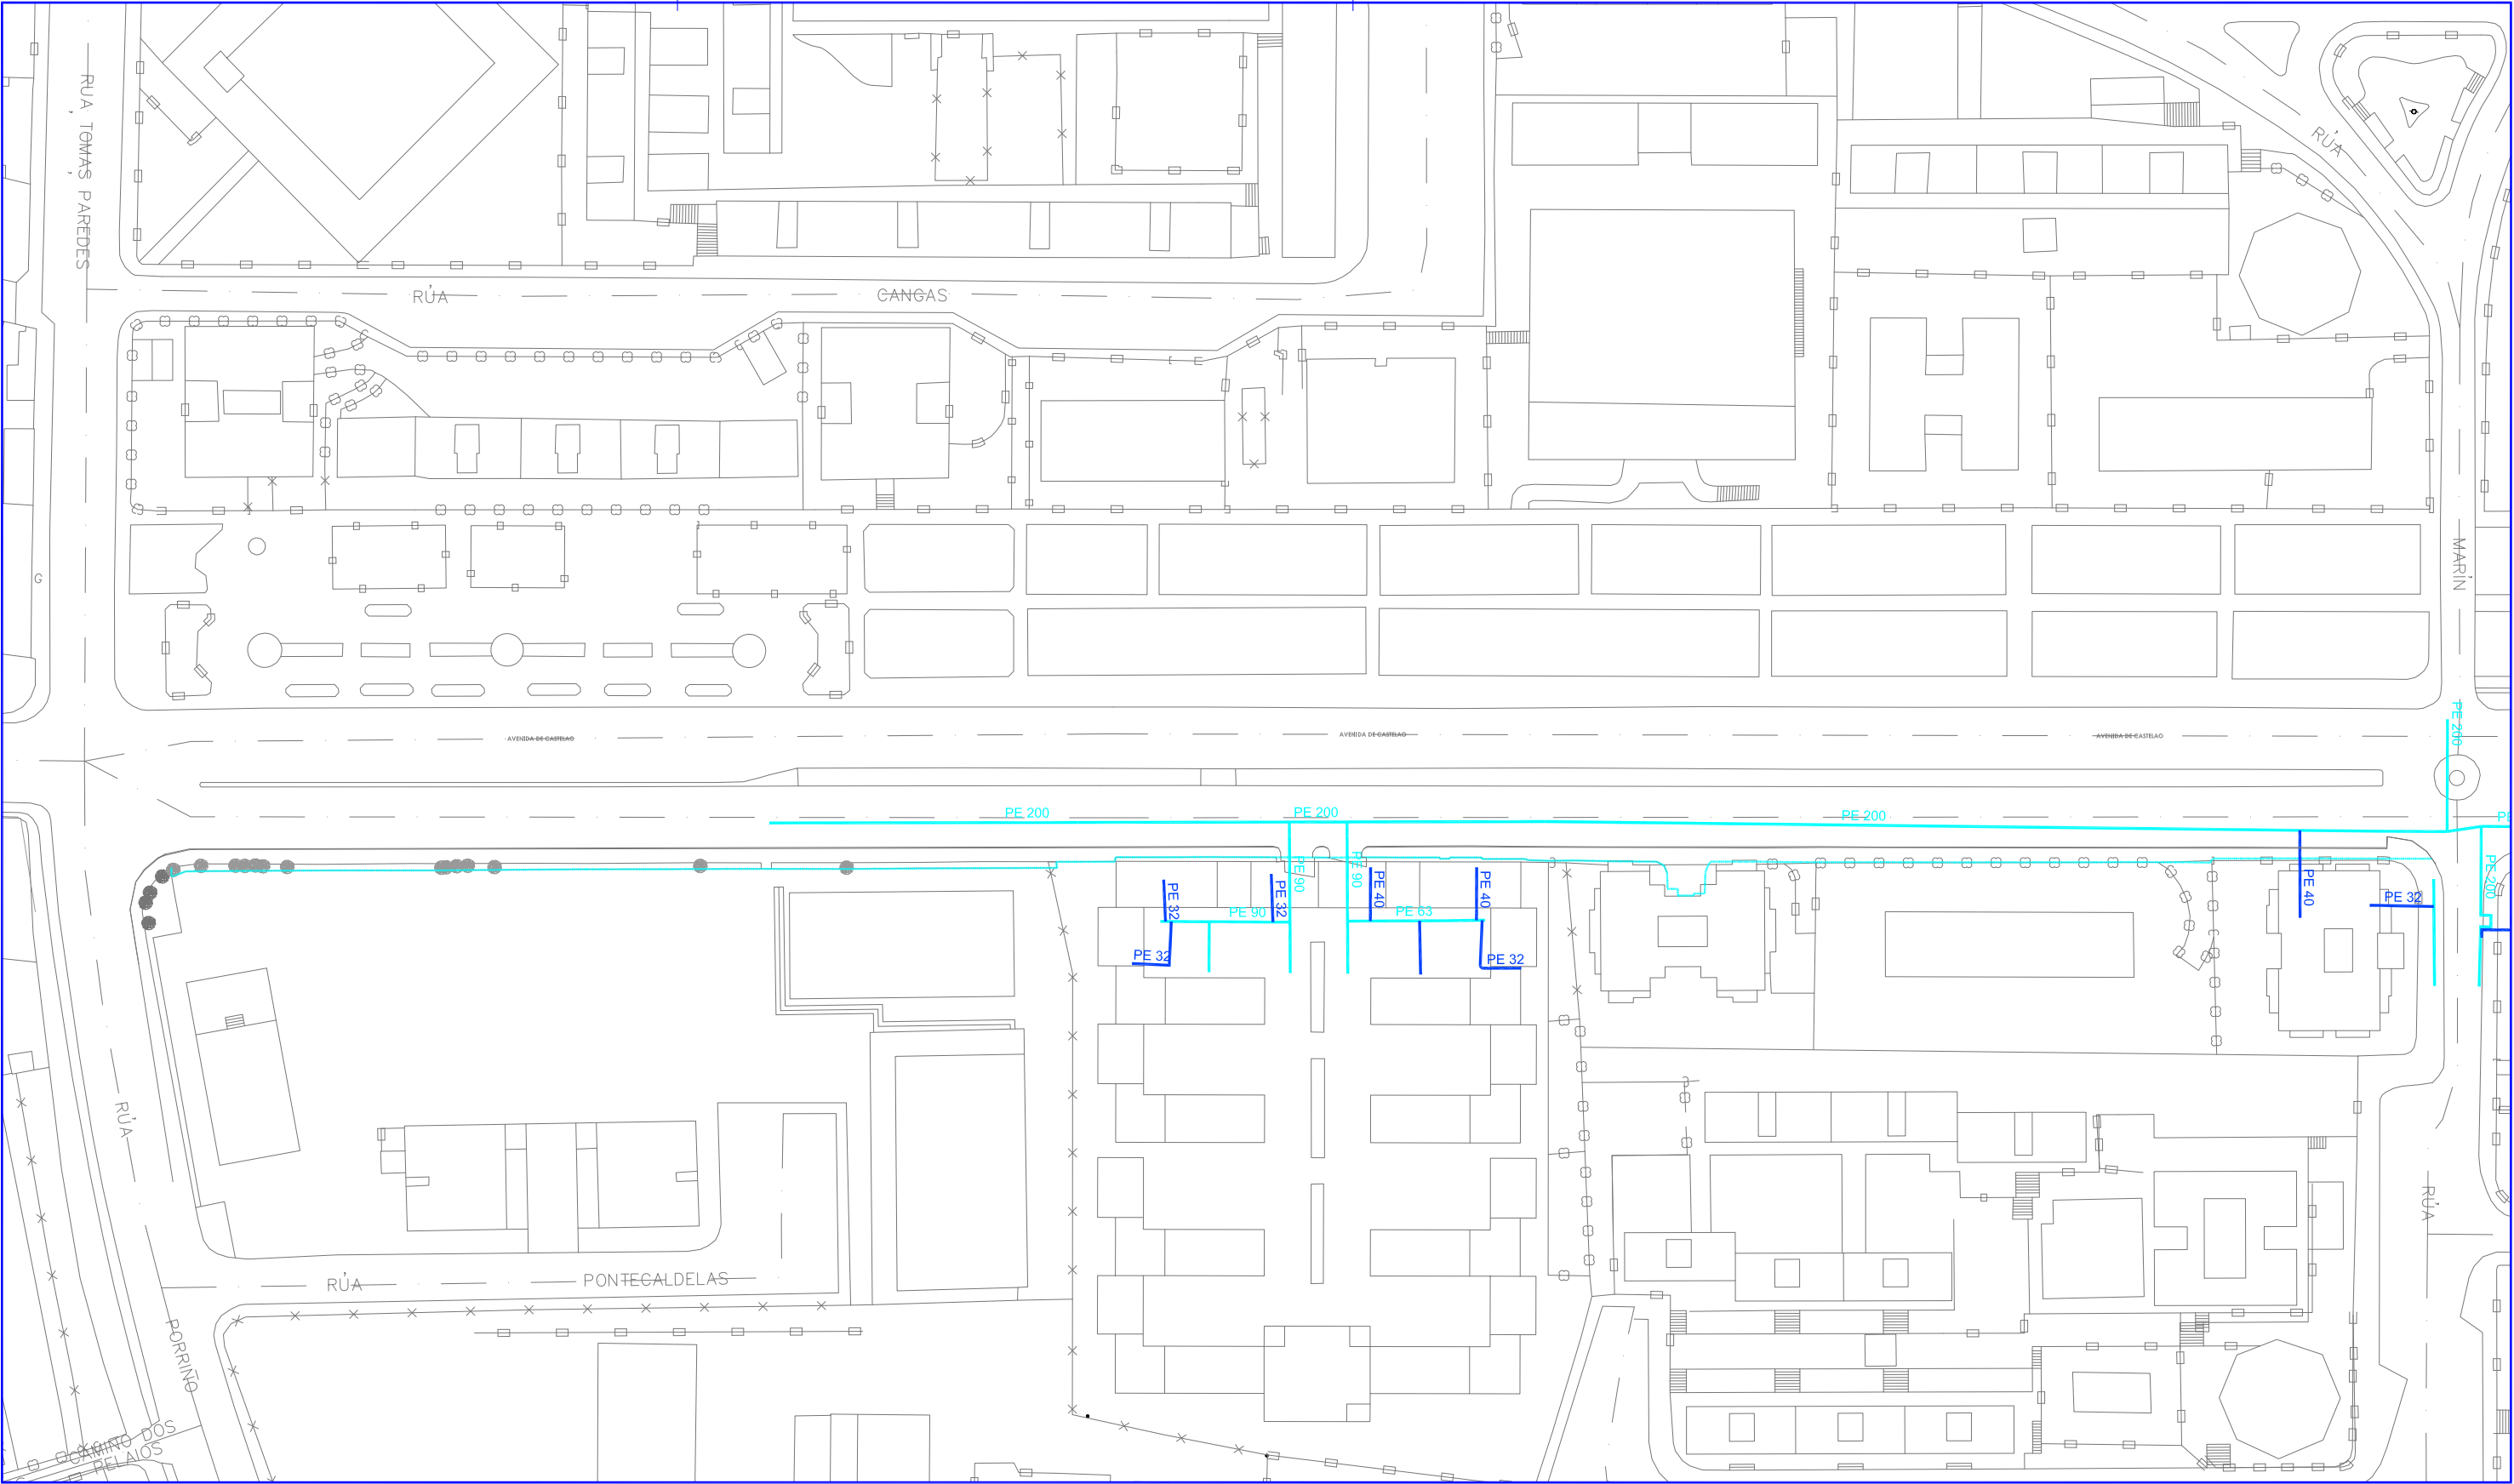 RÚA TOMAS PAREDES
RÚA
RÚA
CANGAS
G
MARÍN
PE 200
AVENIDA DE CASTELAO
AVENIDA DE CASTELAO
AVENIDA DE CASTELAO
PE 200
PE 200
PE 200
PE
PE 90
PE 90
PE 200
PE 32
PE 32
PE 40
PE 40
PE 40
PE 32
PE 90
PE 63
PE 32
PE 32
RÚA
RÚA
RÚA
PONTECALDELAS
PORRIÑO
CAMIÑO DOS
PELAIOS